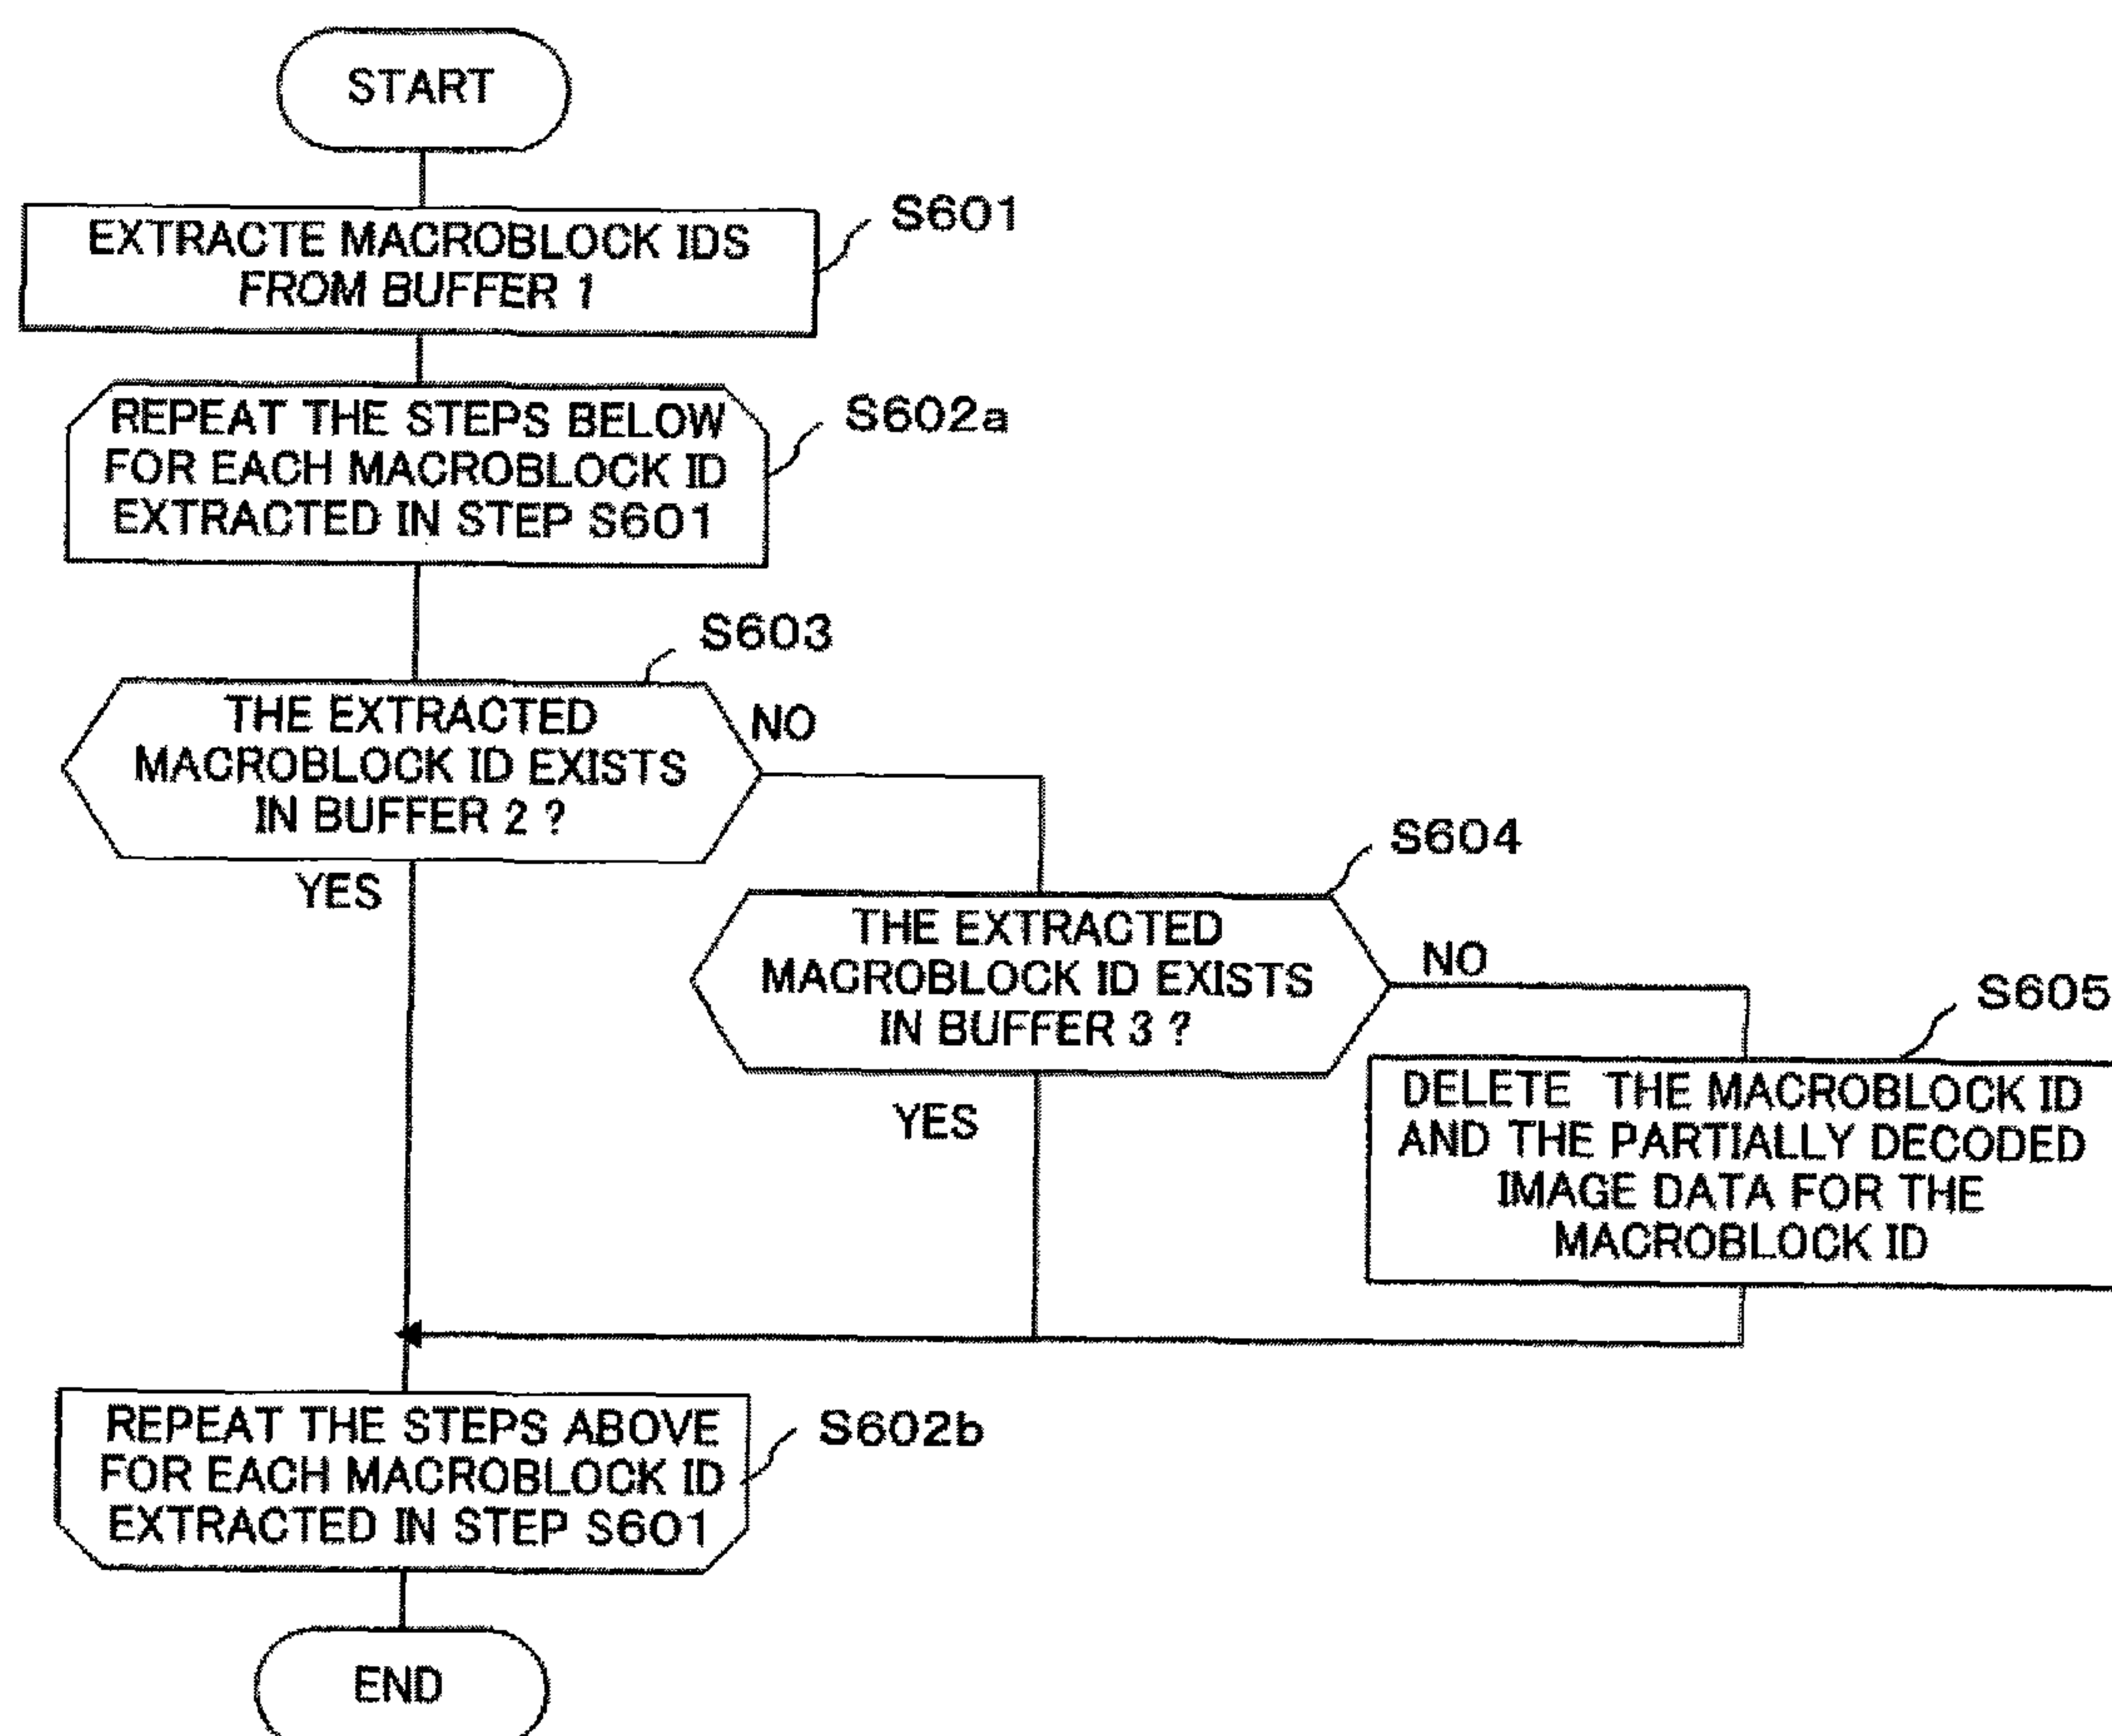 START
S601
EXTRACTE MACROBLOCK IDS
FROM BUFFER 1
S602a
REPEAT THE STEPS BELOW
FOR EACH MACROBLOCK ID
EXTRACTED IN STEP S601
S603
THE EXTRACTED
MACROBLOCK ID EXISTS
IN BUFFER 2 ?
NO
YES
S604
THE EXTRACTED
MACROBLOCK ID EXISTS
IN BUFFER 3 ?
NO
YES
S605
DELETE THE MACROBLOCK ID
AND THE PARTIALLY DECODED
IMAGE DATA FOR THE
MACROBLOCK ID
S602b
REPEAT THE STEPS ABOVE
FOR EACH MACROBLOCK ID
EXTRACTED IN STEP S601
END